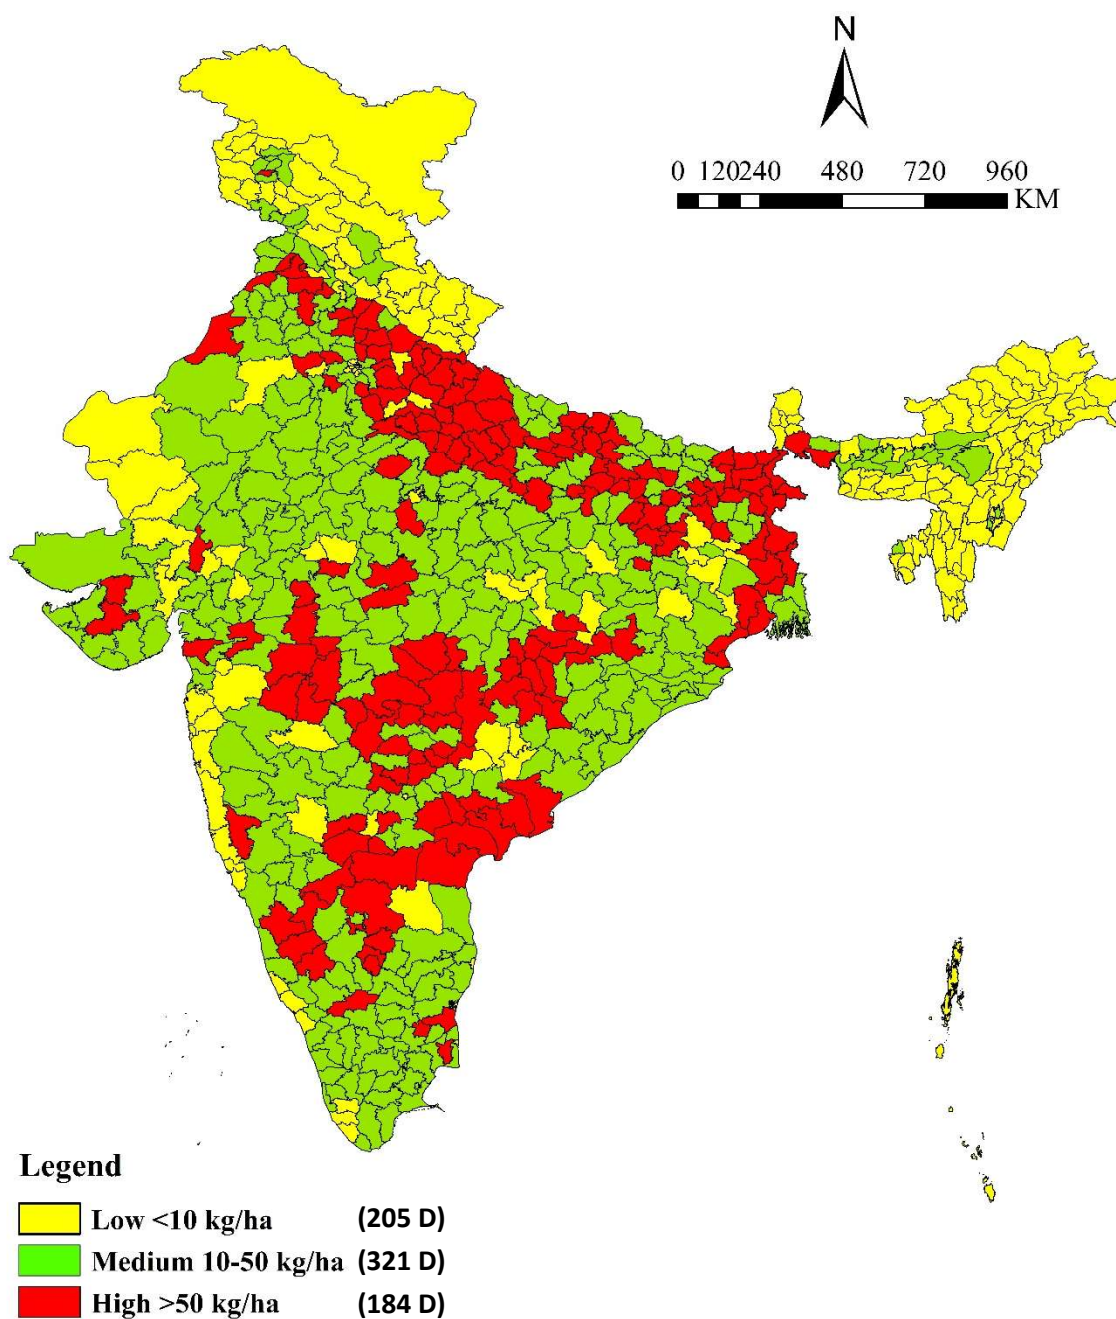 N
0 120240 480 720 960
KM
Legend
Low <10 kg/ha (205 D)
Medium 10-50 kg/ha (321 D)
High >50 kg/ha (184 D)